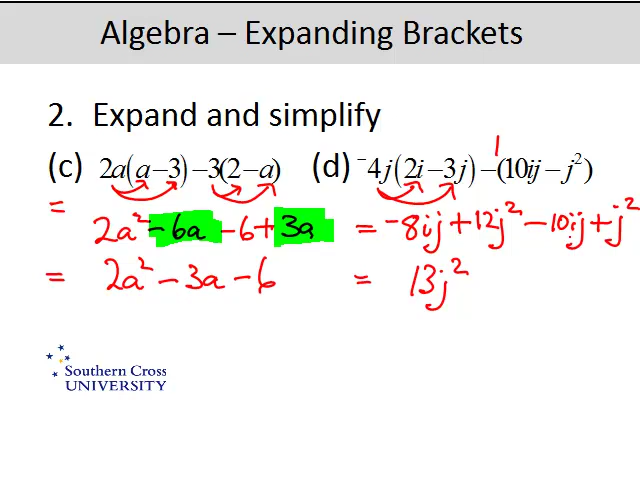 Algebra – Expanding Brackets
2. Expand and simplify
(c) 2a(a−3)−3(2−a) (d) ⁻4j(2i−3j)−(10ij−j²)
1
= 2a² − 6a − 6 + 3a = ⁻8ij + 12j² − 10ij + j²
= 2a² − 3a − 6 = 13j²
Southern Cross
UNIVERSITY